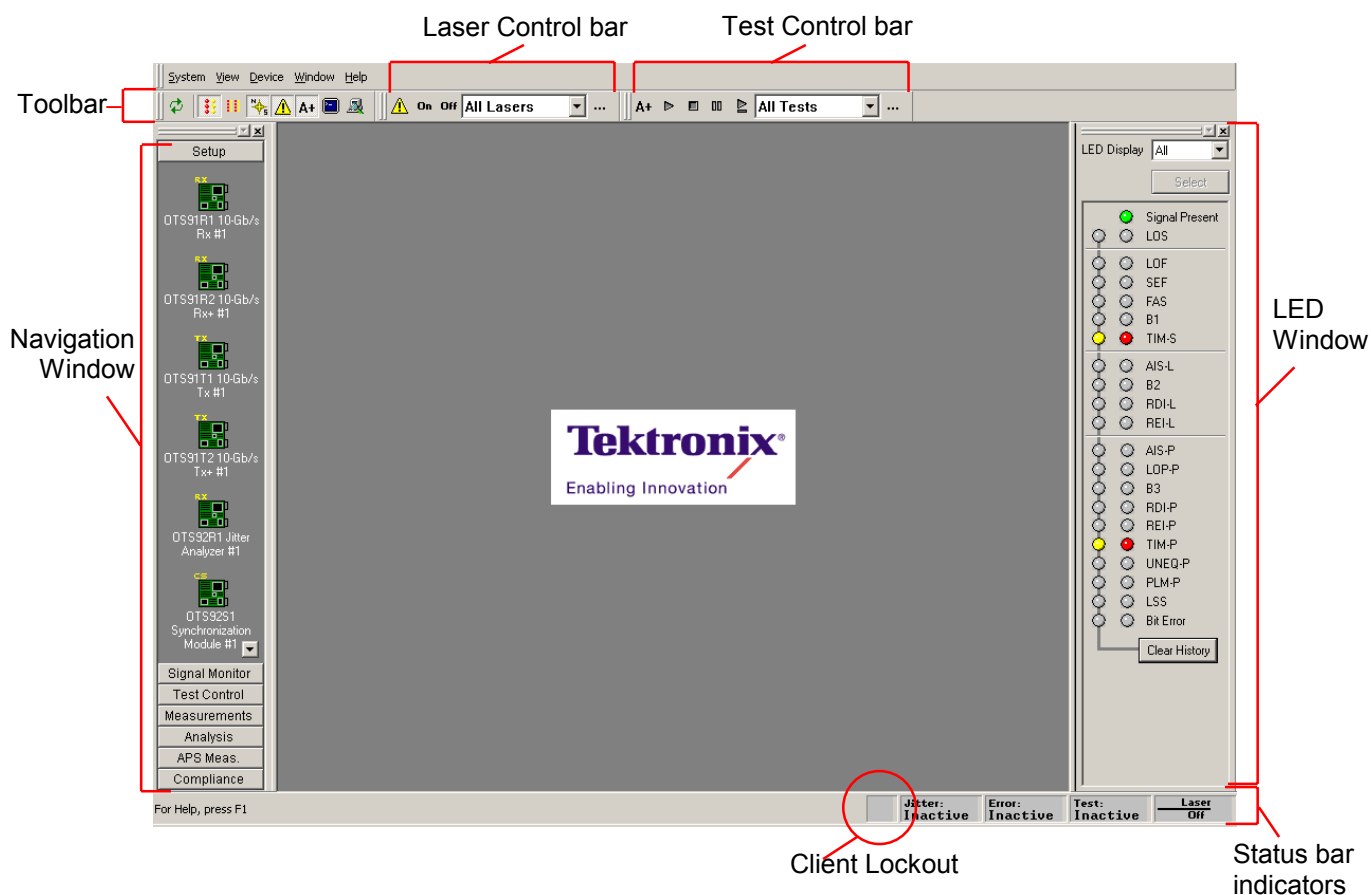 Laser Control bar
Test Control bar
System View Device Window Help
Toolbar
A+
On Off All Lasers ...
A+ All Tests ...
Setup
RX
OTS91R1 10-Gb/s
Rx #1
RX
OTS91R2 10-Gb/s
Rx+ #1
TX
OTS91T1 10-Gb/s
Tx #1
TX
OTS91T2 10-Gb/s
Tx+ #1
RX
OTS92R1 Jitter
Analyzer #1
CS
OTS92S1
Synchronization
Module #1
Signal Monitor
Test Control
Measurements
Analysis
APS Meas.
Compliance
Navigation
Window
Tektronix®
Enabling Innovation
LED Display All
Select
Signal Present
LOS
LOF
SEF
FAS
B1
TIM-S
AIS-L
B2
RDI-L
REI-L
AIS-P
LOP-P
B3
RDI-P
REI-P
TIM-P
UNEQ-P
PLM-P
LSS
Bit Error
Clear History
LED
Window
For Help, press F1
Jitter:
Inactive
Error:
Inactive
Test:
Inactive
Laser
Off
Client Lockout
Status bar
indicators